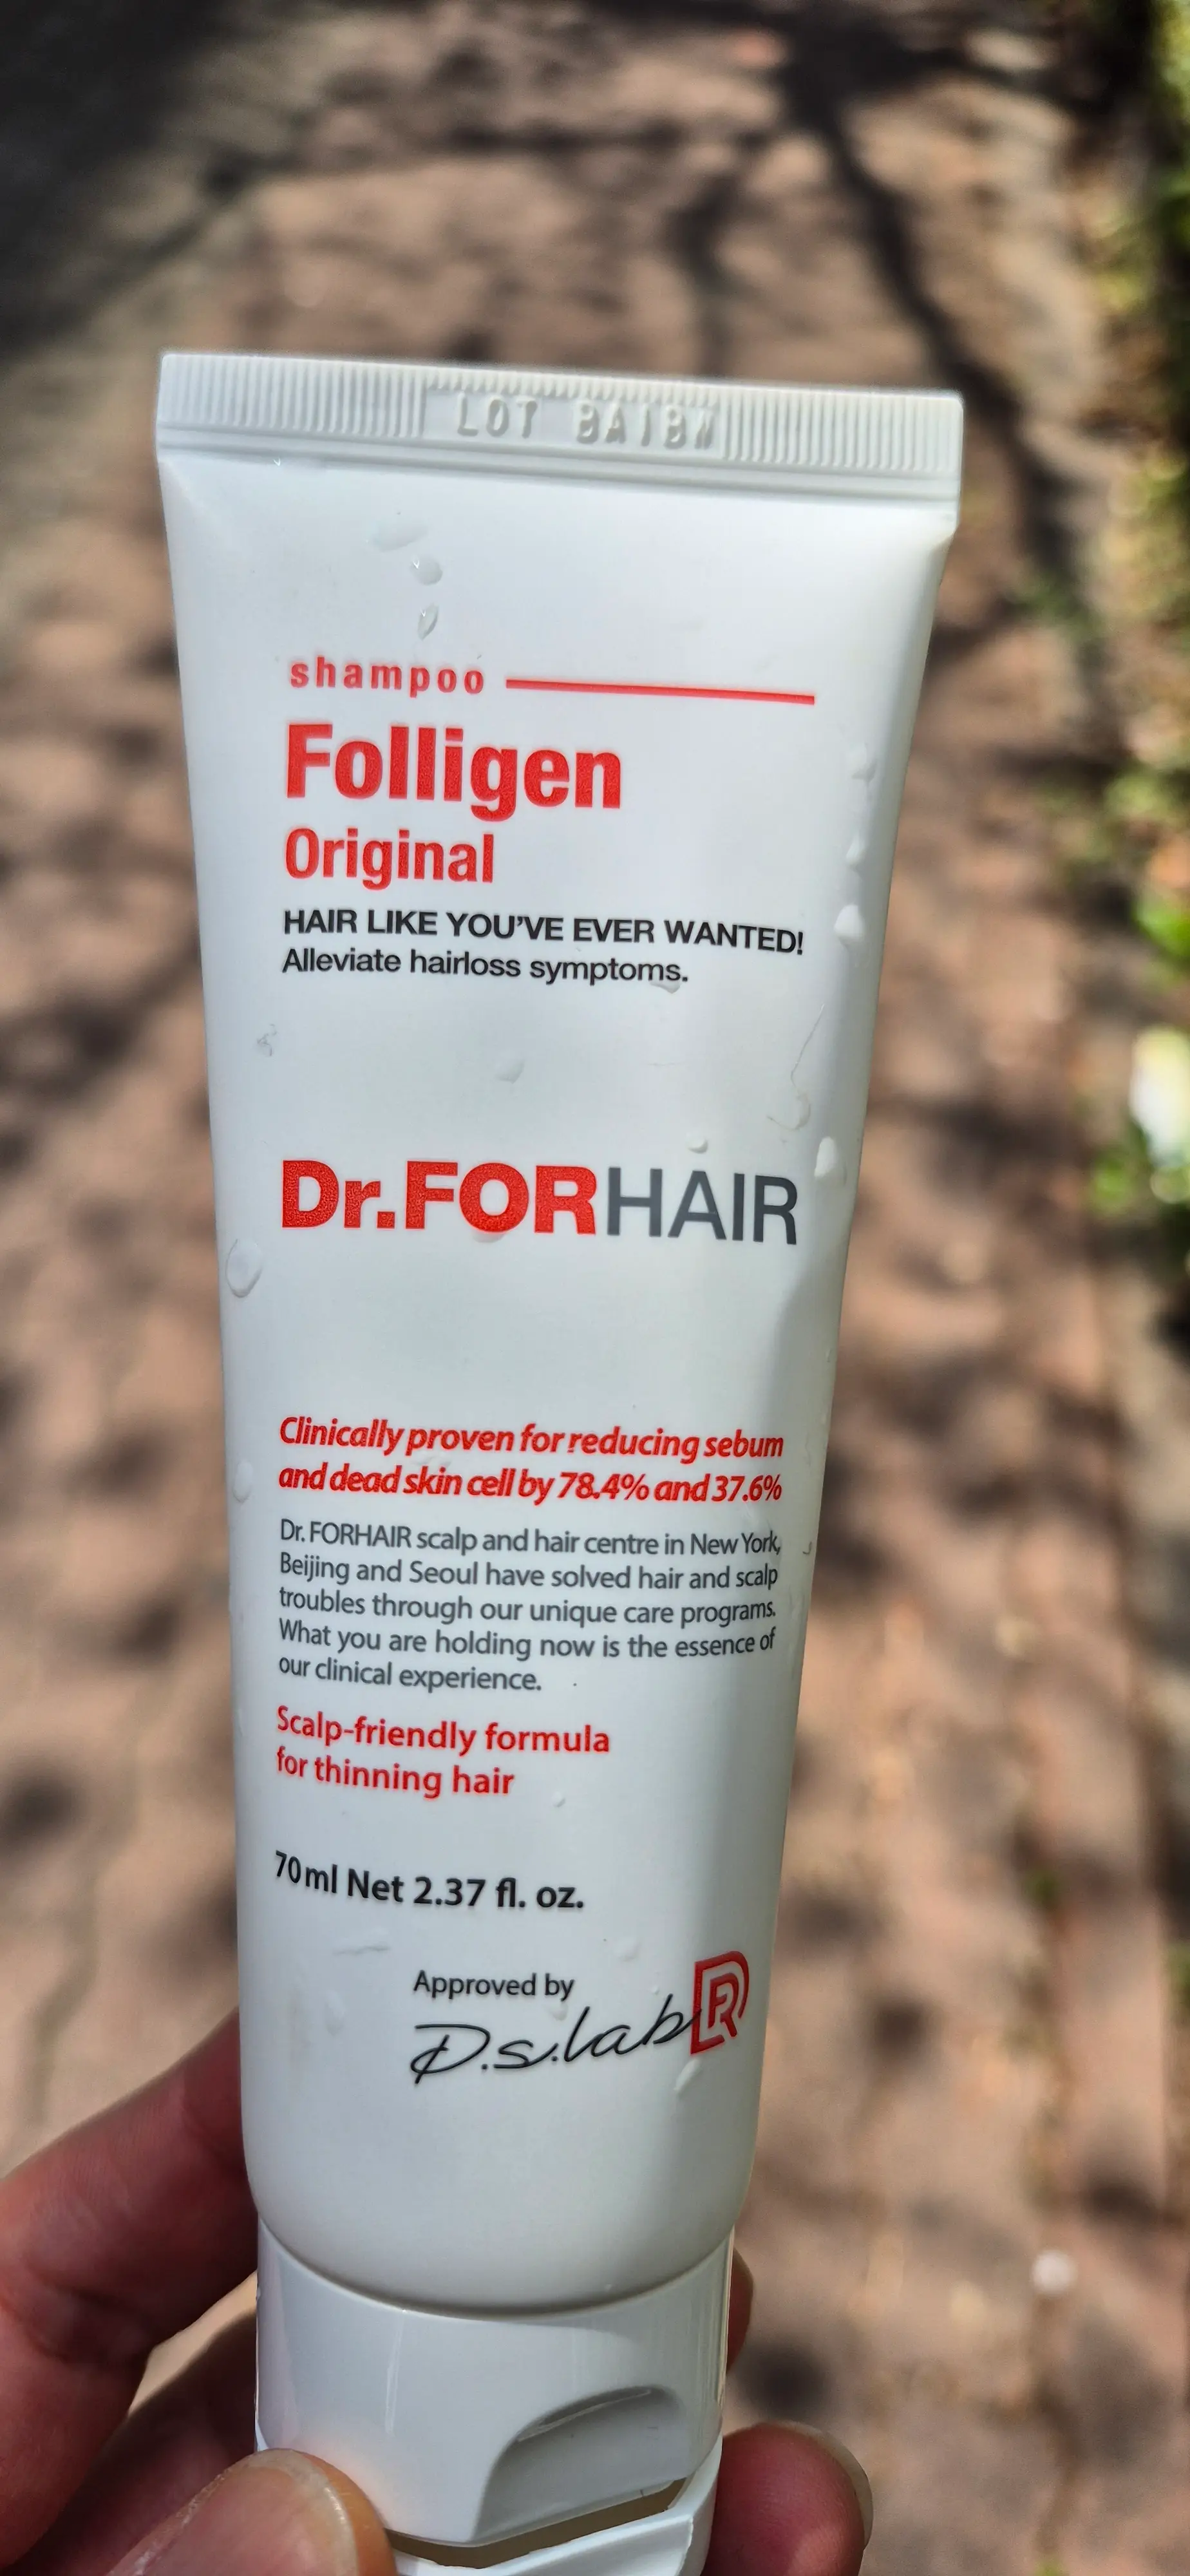 LOT
shampoo
Folligen
Original
HAIR LIKE YOU'VE EVER WANTED!
Alleviate hairloss symptoms.
Dr.FORHAIR
Clinically proven for reducing sebum
and dead skin cell by 78.4% and 37.6%
Dr. FORHAIR scalp and hair centre in New York,
Beijing and Seoul have solved hair and scalp
troubles through our unique care programs.
What you are holding now is the essence of
our clinical experience.
Scalp-friendly formula
for thinning hair
70ml Net 2.37 fl. oz.
Approved by
D.s.lab